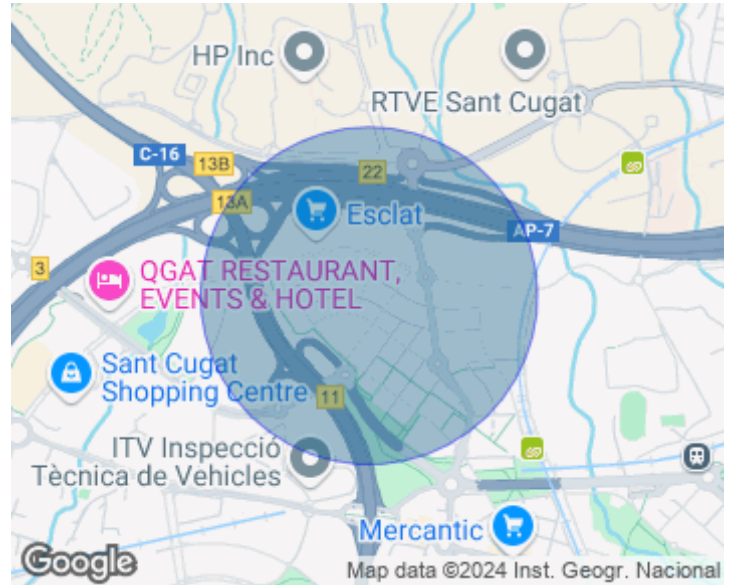 HP Inc
RTVE Sant Cugat
C-16
13B
22
13A
Esclat
AP-7
3
QGAT RESTAURANT,
EVENTS & HOTEL
Sant Cugat
Shopping Centre
11
ITV Inspecció
Tècnica de Vehicles
Mercantic
Google
Map data ©2024 Inst. Geogr. Nacional